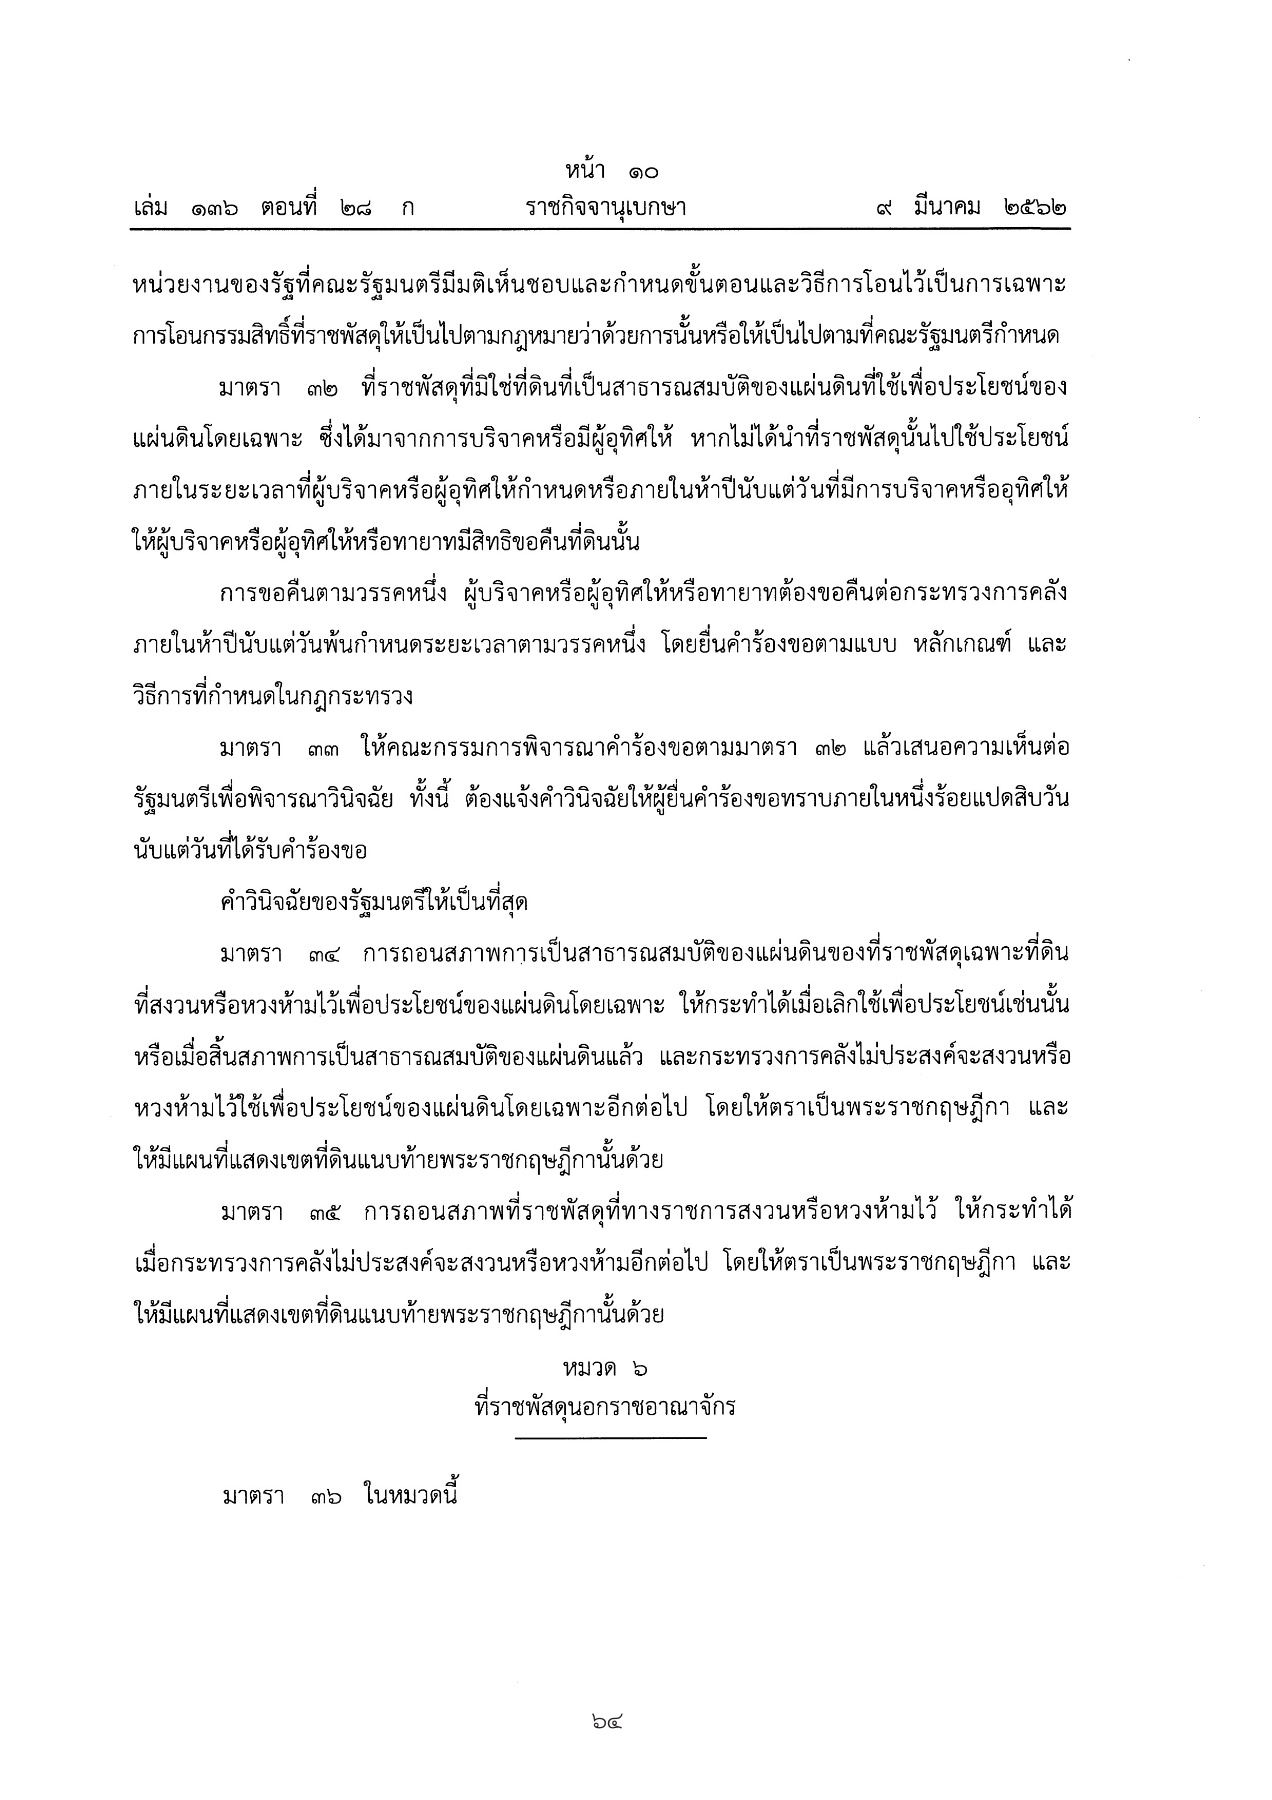 หน้า ๑๐
เล่ม ๑๓๖ ตอนที่ ๒๘ ก ราชกิจจานุเบกษา ๙ มีนาคม ๒๕๖๒
หน่วยงานของรัฐที่คณะรัฐมนตรีมีมติเห็นชอบและกำหนดขั้นตอนและวิธีการโอนไว้เป็นการเฉพาะ
การโอนกรรมสิทธิ์ที่ราชพัสดุให้เป็นไปตามกฎหมายว่าด้วยการนั้นหรือให้เป็นไปตามที่คณะรัฐมนตรีกำหนด
มาตรา ๓๒ ที่ราชพัสดุที่มิใช่ที่ดินที่เป็นสาธารณสมบัติของแผ่นดินที่ใช้เพื่อประโยชน์ของ
แผ่นดินโดยเฉพาะ ซึ่งได้มาจากการบริจาคหรือมีผู้อุทิศให้ หากไม่ได้นำที่ราชพัสดุนั้นไปใช้ประโยชน์
ภายในระยะเวลาที่ผู้บริจาคหรือผู้อุทิศให้กำหนดหรือภายในห้าปีนับแต่วันที่มีการบริจาคหรืออุทิศให้
ให้ผู้บริจาคหรือผู้อุทิศให้หรือทายาทมีสิทธิขอคืนที่ดินนั้น
การขอคืนตามวรรคหนึ่ง ผู้บริจาคหรือผู้อุทิศให้หรือทายาทต้องขอคืนต่อกระทรวงการคลัง
ภายในห้าปีนับแต่วันพ้นกำหนดระยะเวลาตามวรรคหนึ่ง โดยยื่นคำร้องขอตามแบบ หลักเกณฑ์ และ
วิธีการที่กำหนดในกฎกระทรวง
มาตรา ๓๓ ให้คณะกรรมการพิจารณาคำร้องขอตามมาตรา ๓๒ แล้วเสนอความเห็นต่อ
รัฐมนตรีเพื่อพิจารณาวินิจฉัย ทั้งนี้ ต้องแจ้งคำวินิจฉัยให้ผู้ยื่นคำร้องขอทราบภายในหนึ่งร้อยแปดสิบวัน
นับแต่วันที่ได้รับคำร้องขอ
คำวินิจฉัยของรัฐมนตรีให้เป็นที่สุด
มาตรา ๓๔ การถอนสภาพการเป็นสาธารณสมบัติของแผ่นดินของที่ราชพัสดุเฉพาะที่ดิน
ที่สงวนหรือหวงห้ามไว้เพื่อประโยชน์ของแผ่นดินโดยเฉพาะ ให้กระทำได้เมื่อเลิกใช้เพื่อประโยชน์เช่นนั้น
หรือเมื่อสิ้นสภาพการเป็นสาธารณสมบัติของแผ่นดินแล้ว และกระทรวงการคลังไม่ประสงค์จะสงวนหรือ
หวงห้ามไว้ใช้เพื่อประโยชน์ของแผ่นดินโดยเฉพาะอีกต่อไป โดยให้ตราเป็นพระราชกฤษฎีกา และ
ให้มีแผนที่แสดงเขตที่ดินแนบท้ายพระราชกฤษฎีกานั้นด้วย
มาตรา ๓๕ การถอนสภาพที่ราชพัสดุที่ทางราชการสงวนหรือหวงห้ามไว้ ให้กระทำได้
เมื่อกระทรวงการคลังไม่ประสงค์จะสงวนหรือหวงห้ามอีกต่อไป โดยให้ตราเป็นพระราชกฤษฎีกา และ
ให้มีแผนที่แสดงเขตที่ดินแนบท้ายพระราชกฤษฎีกานั้นด้วย
หมวด ๖
ที่ราชพัสดุนอกราชอาณาจักร
มาตรา ๓๖ ในหมวดนี้
๖๔